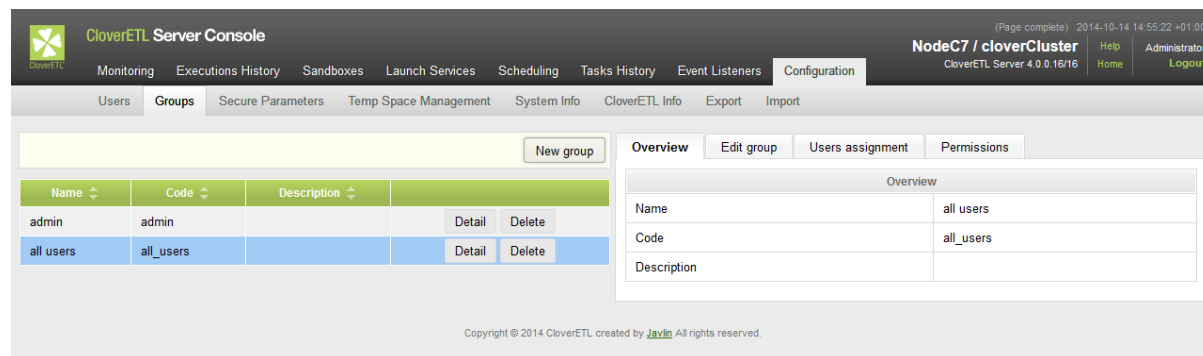 (Page complete) 2014-10-14 14:55:22 +01:00
CloverETL Server Console
NodeC7 / cloverCluster Help Administrator
CloverETL CloverETL Server 4.0.0.16/16 Home Logout
Monitoring Executions History Sandboxes Launch Services Scheduling Tasks History Event Listeners Configuration
Users Groups Secure Parameters Temp Space Management System Info CloverETL Info Export Import
New group
Overview Edit group Users assignment Permissions
Name Code Description
admin admin Detail Delete
all users all_users Detail Delete
Overview
Name all users
Code all_users
Description
Copyright © 2014 CloverETL created by Javlin All rights reserved.